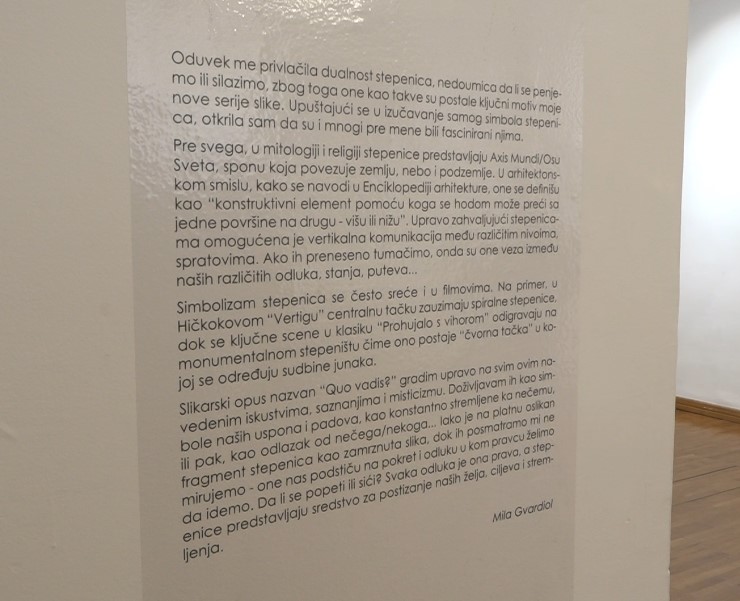 Oduvek me privlačila dualnost stepenica, nedoumica da li se penje-
mo ili silazimo, zbog toga one kao takve su postale ključni motiv moje
nove serije slike. Upuštajući se u izučavanje samog simbola stepeni-
ca, otkrila sam da su i mnogi pre mene bili fascinirani njima.
Pre svega, u mitologiji i religiji stepenice predstavljaju Axis Mundi/Osu
Sveta, sponu koja povezuje zemlju, nebo i podzemlje. U arhitektons-
kom smislu, kako se navodi u Enciklopediji arhitekture, one se definišu
kao “konstruktivni element pomoću koga se hodom može preći sa
jedne površine na drugu - višu ili nižu”. Upravo zahvaljujući stepenica-
ma omogućena je vertikalna komunikacija među različitim nivoima,
spratovima. Ako ih preneseno tumačimo, onda su one veza između
naših različitih odluka, stanja, puteva...
Simbolizam stepenica se često sreće i u filmovima. Na primer, u
Hičkokovom “Vertigu” centralnu tačku zauzimaju spiralne stepenice,
dok se ključne scene u klasiku “Prohujalo s vihorom” odigravaju na
monumentalnom stepeništu čime ono postaje “čvorna tačka” u ko-
joj se određuju sudbine junaka.
Slikarski opus nazvan “Quo vadis?” gradim upravo na svim ovim na-
vedenim iskustvima, saznanjima i misticizmu. Doživljavam ih kao sim-
bole naših uspona i padova, kao konstantno stremljene ka nečemu,
ili pak, kao odlazak od nečega/nekoga... Iako je na platnu oslikan
fragment stepenica kao zamrznuta slika, dok ih posmatramo mi ne
mirujemo - one nas podstiču na pokret i odluku u kom pravcu želimo
da idemo. Da li se popeti ili sići? Svaka odluka je ona prava, a step-
enice predstavljaju sredstvo za postizanje naših želja, ciljeva i strem-
ljenja.
Mila Gvardiol